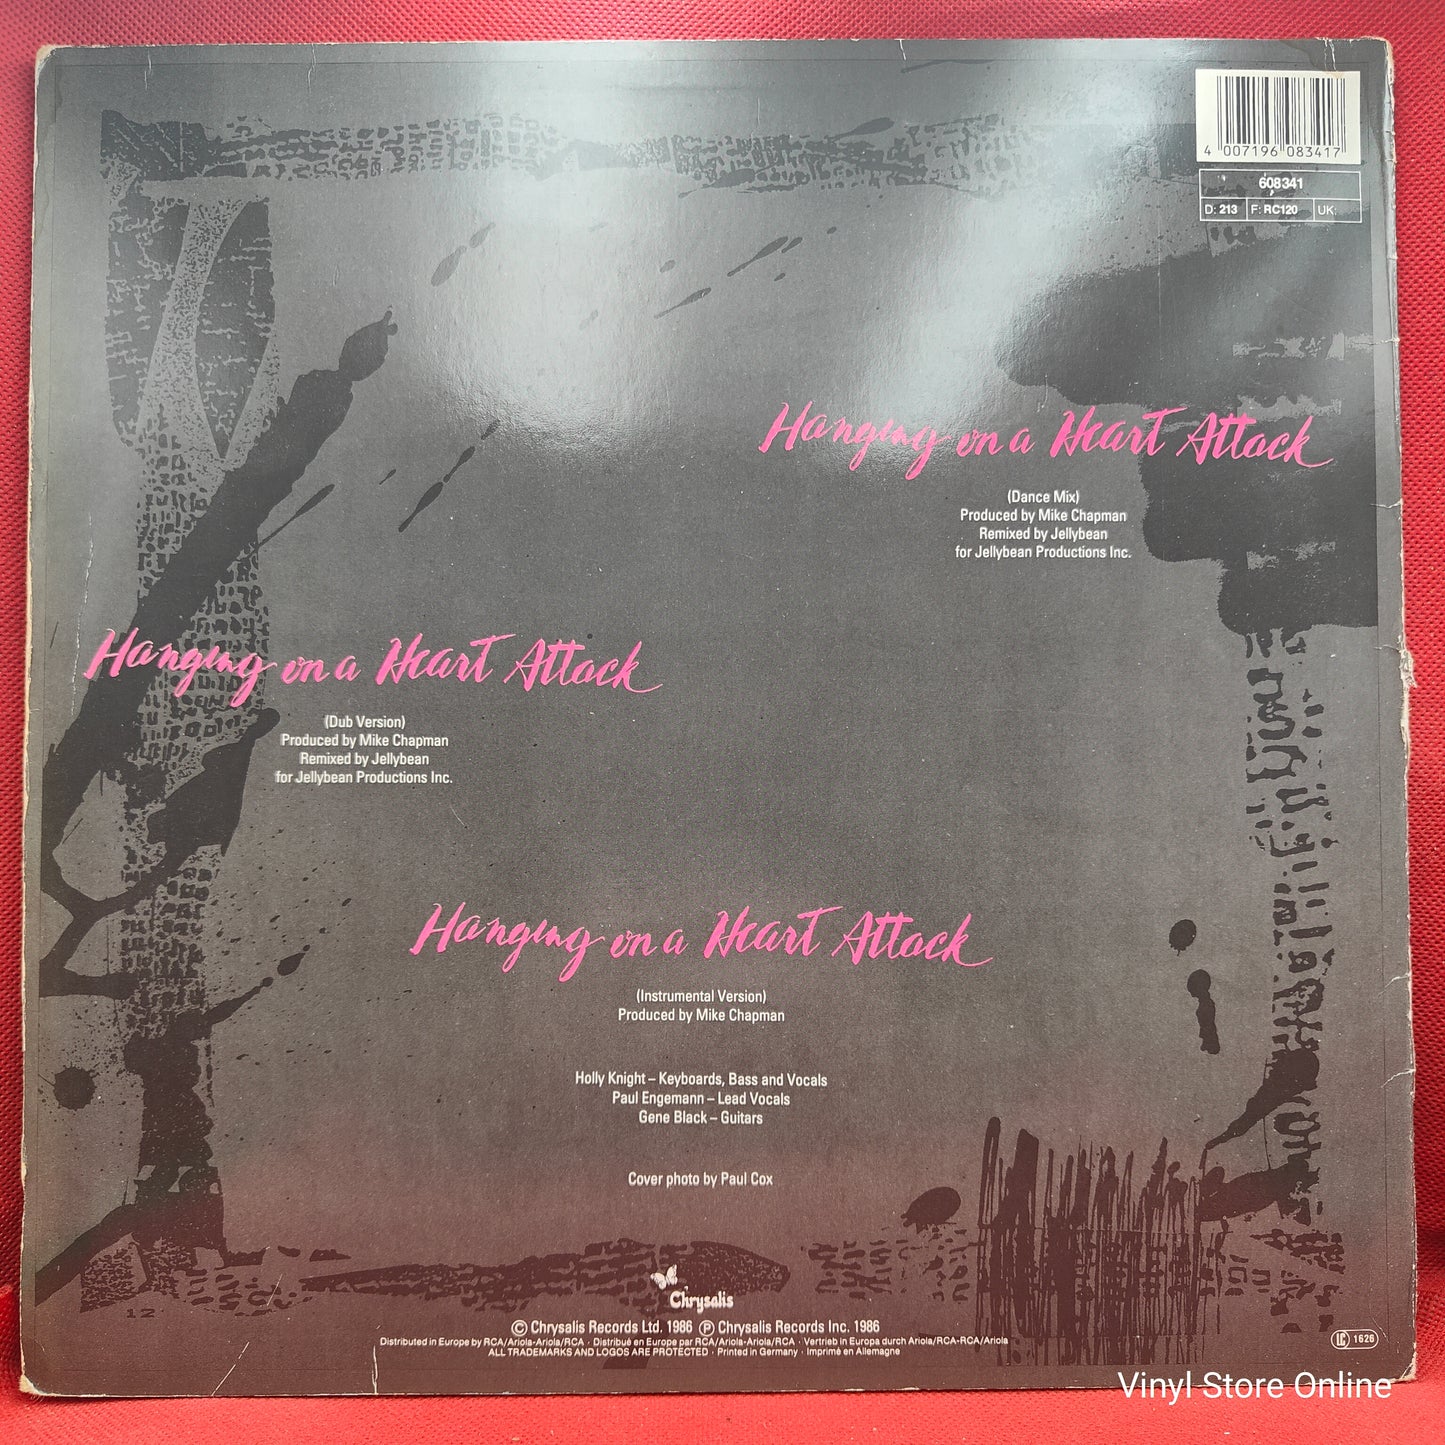 4 007196 083417
608341
D: 213 F: RC120 UK:
Hanging on a Heart Attack
(Dance Mix)
Produced by Mike Chapman
Remixed by Jellybean
for Jellybean Productions Inc.
Hanging on a Heart Attack
(Dub Version)
Produced by Mike Chapman
Remixed by Jellybean
for Jellybean Productions Inc.
Hanging on a Heart Attack
(Instrumental Version)
Produced by Mike Chapman
Holly Knight – Keyboards, Bass and Vocals
Paul Engemann – Lead Vocals
Gene Black – Guitars
Cover photo by Paul Cox
12
Chrysalis
© Chrysalis Records Ltd. 1986 ℗ Chrysalis Records Inc. 1986
Distributed in Europe by RCA/Ariola-Ariola/RCA · Distribué en Europe par RCA/Ariola-Ariola/RCA · Vertrieb in Europa durch Ariola/RCA-RCA/Ariola
ALL TRADEMARKS AND LOGOS ARE PROTECTED · Printed in Germany · Imprimé en Allemagne
LC 1626
Vinyl Store Online